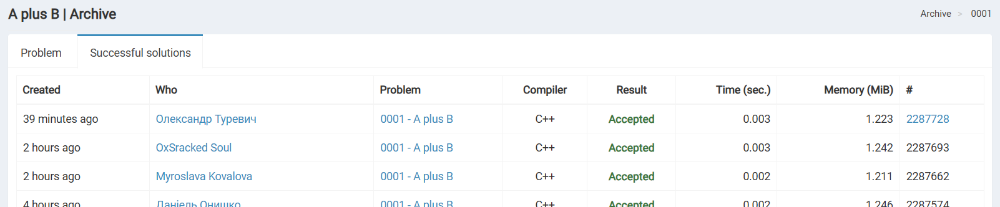 A plus B | Archive
Archive > 0001
Problem
Successful solutions
Created Who Problem Compiler Result Time (sec.) Memory (MiB) #
39 minutes ago Олександр Туревич 0001 - A plus B C++ Accepted 0.003 1.223 2287728
2 hours ago OxSracked Soul 0001 - A plus B C++ Accepted 0.003 1.242 2287693
2 hours ago Myroslava Kovalova 0001 - A plus B C++ Accepted 0.002 1.211 2287662
4 hours ago Даніель Онишко 0001 - A plus B C++ Accepted 0.002 1.246 2287574